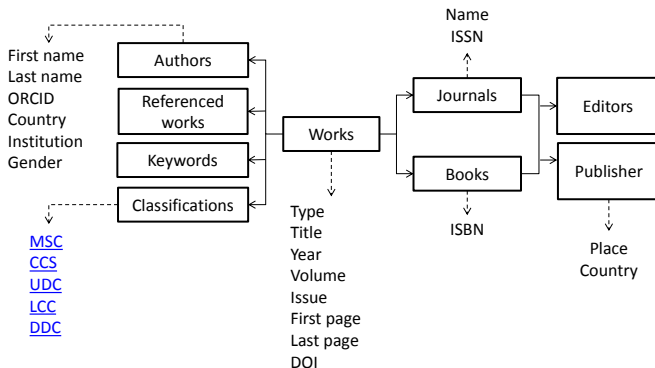 First name
Last name
ORCID
Country
Institution
Gender
Authors
Referenced
works
Keywords
Classifications
MSC
CCS
UDC
LCC
DDC
Works
Type
Title
Year
Volume
Issue
First page
Last page
DOI
Name
ISSN
Journals
Books
ISBN
Editors
Publisher
Place
Country